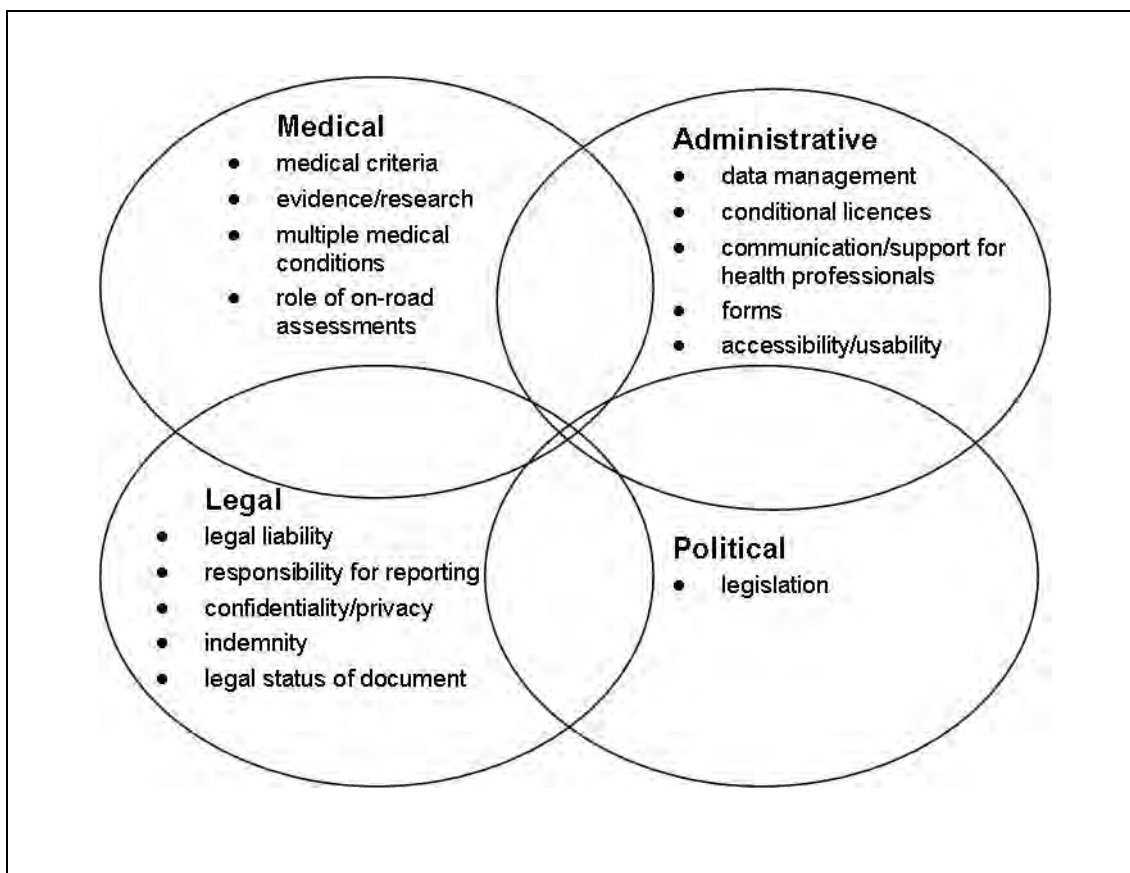 Medical
● medical criteria
● evidence/research
● multiple medical
conditions
● role of on-road
assessments
Administrative
● data management
● conditional licences
● communication/support for
health professionals
● forms
● accessibility/usability
Legal
● legal liability
● responsibility for reporting
● confidentiality/privacy
● indemnity
● legal status of document
Political
● legislation